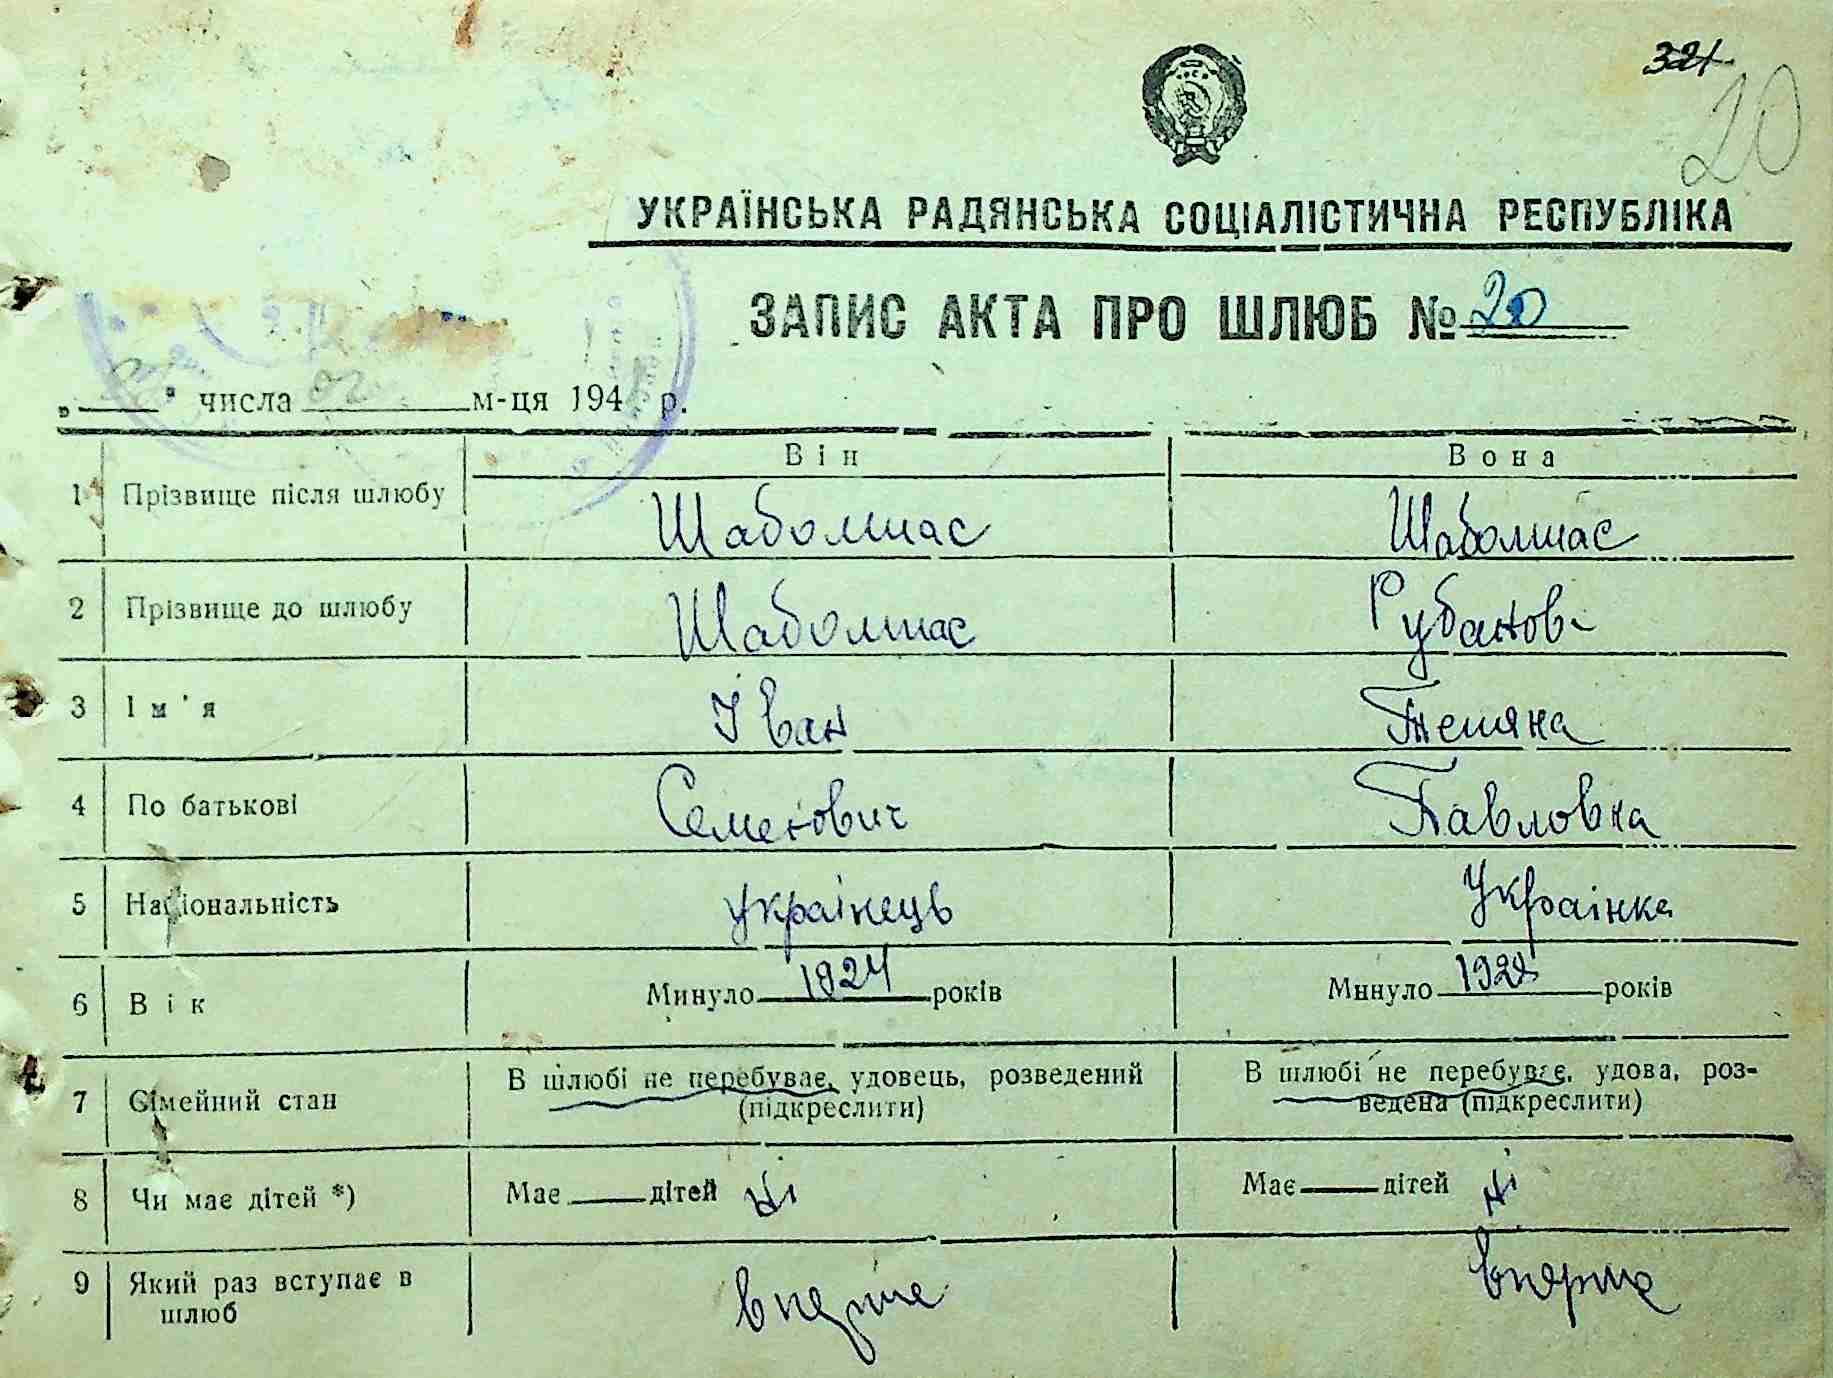 321
20
УКРАЇНСЬКА РАДЯНСЬКА СОЦІАЛІСТИЧНА РЕСПУБЛІКА
ЗАПИС АКТА ПРО ШЛЮБ № 20
„ “ числа 02 м-ця 194 р.
Він Вона
1 Прізвище після шлюбу Шаболтас Шаболтас
2 Прізвище до шлюбу Шаболтас Рубанов
3 Ім'я Іван Тетяна
4 По батькові Семенович Павловна
5 Національність українець Українка
6 Вік Минуло 1924 років Минуло 1928 років
7 Сімейний стан В шлюбі не перебуває, удовець, розведений В шлюбі не перебуває, удова, роз-
(підкреслити) ведена (підкреслити)
8 Чи має дітей *) Має дітей ні Має дітей ні
9 Який раз вступає в шлюб вперше вперше